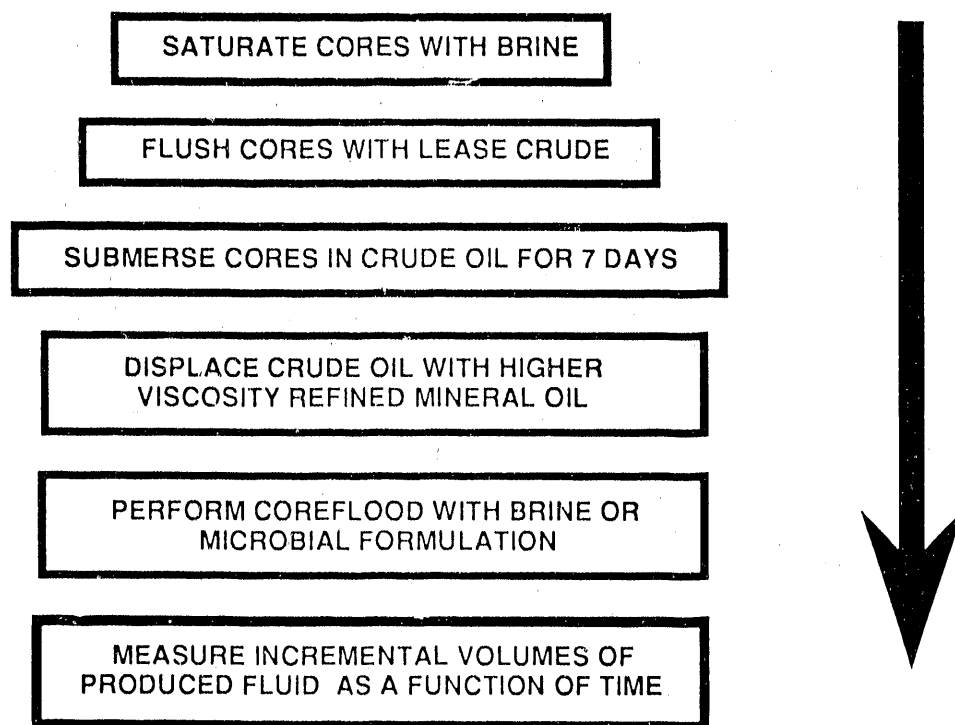 SATURATE CORES WITH BRINE
FLUSH CORES WITH LEASE CRUDE
SUBMERSE CORES IN CRUDE OIL FOR 7 DAYS
DISPLACE CRUDE OIL WITH HIGHER
VISCOSITY REFINED MINERAL OIL
PERFORM COREFLOOD WITH BRINE OR
MICROBIAL FORMULATION
MEASURE INCREMENTAL VOLUMES OF
PRODUCED FLUID AS A FUNCTION OF TIME